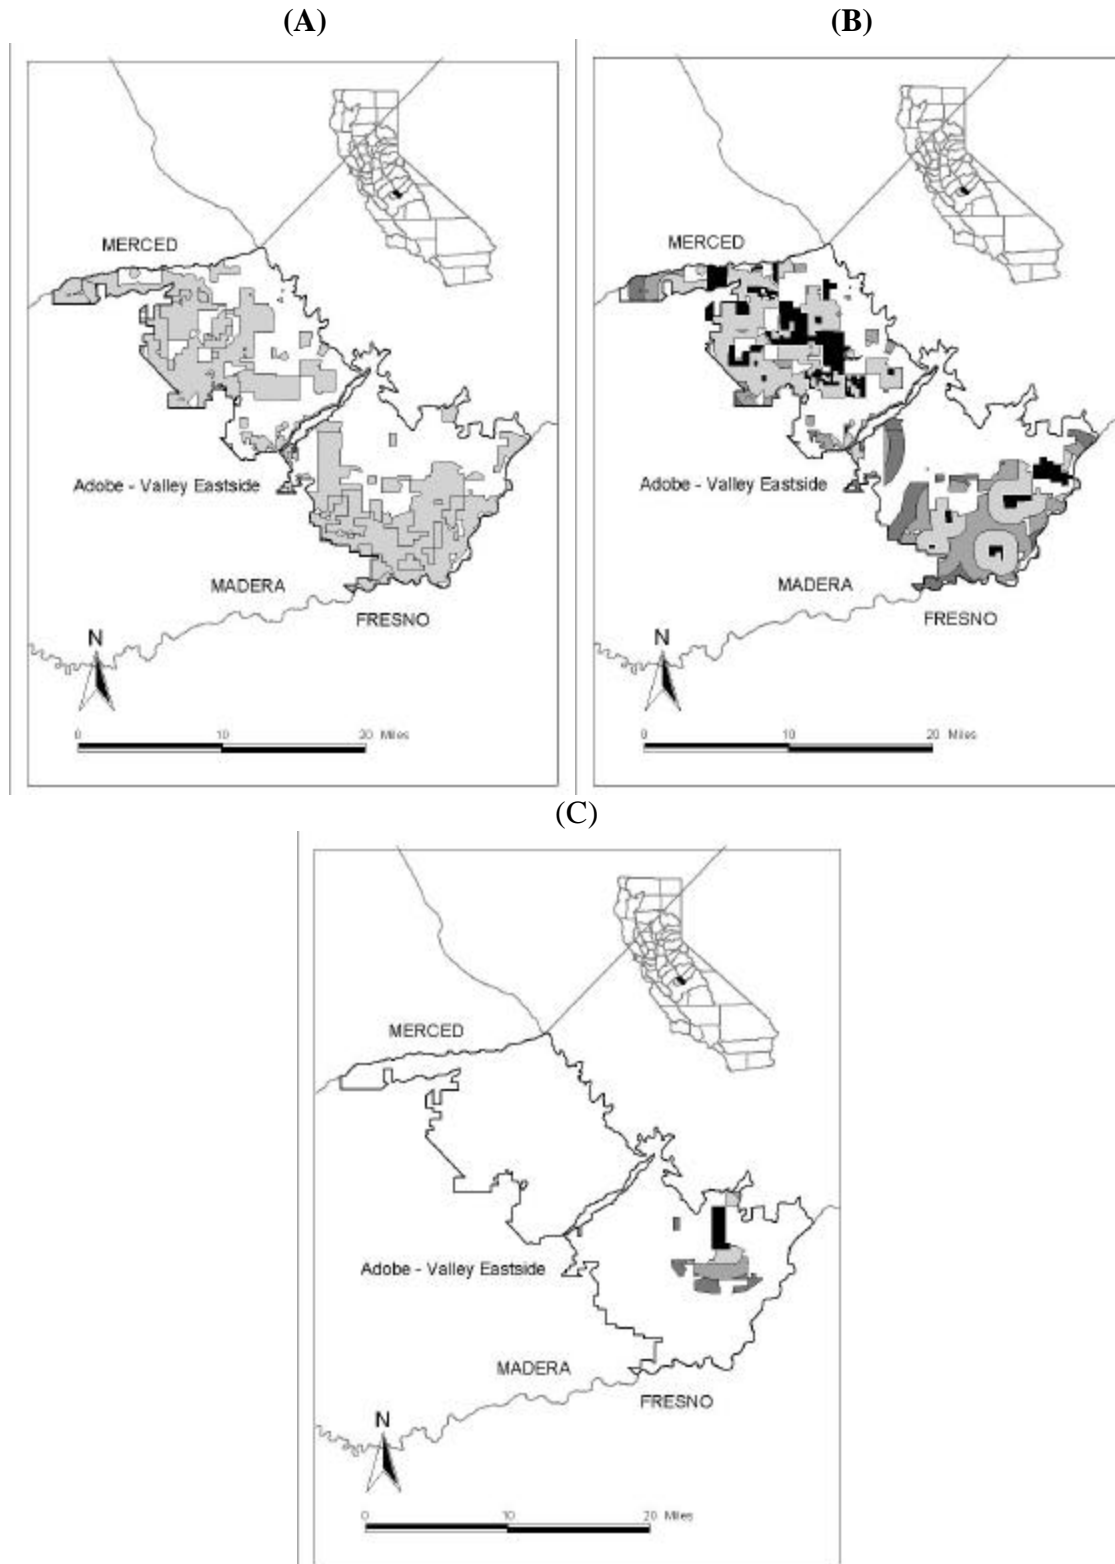 (A)
MERCED
Adobe - Valley Eastside
MADERA
FRESNO
N
0 10 20 Miles
(B)
MERCED
Adobe - Valley Eastside
MADERA
FRESNO
N
0 10 20 Miles
(C)
MERCED
Adobe - Valley Eastside
MADERA
FRESNO
N
0 10 20 Miles